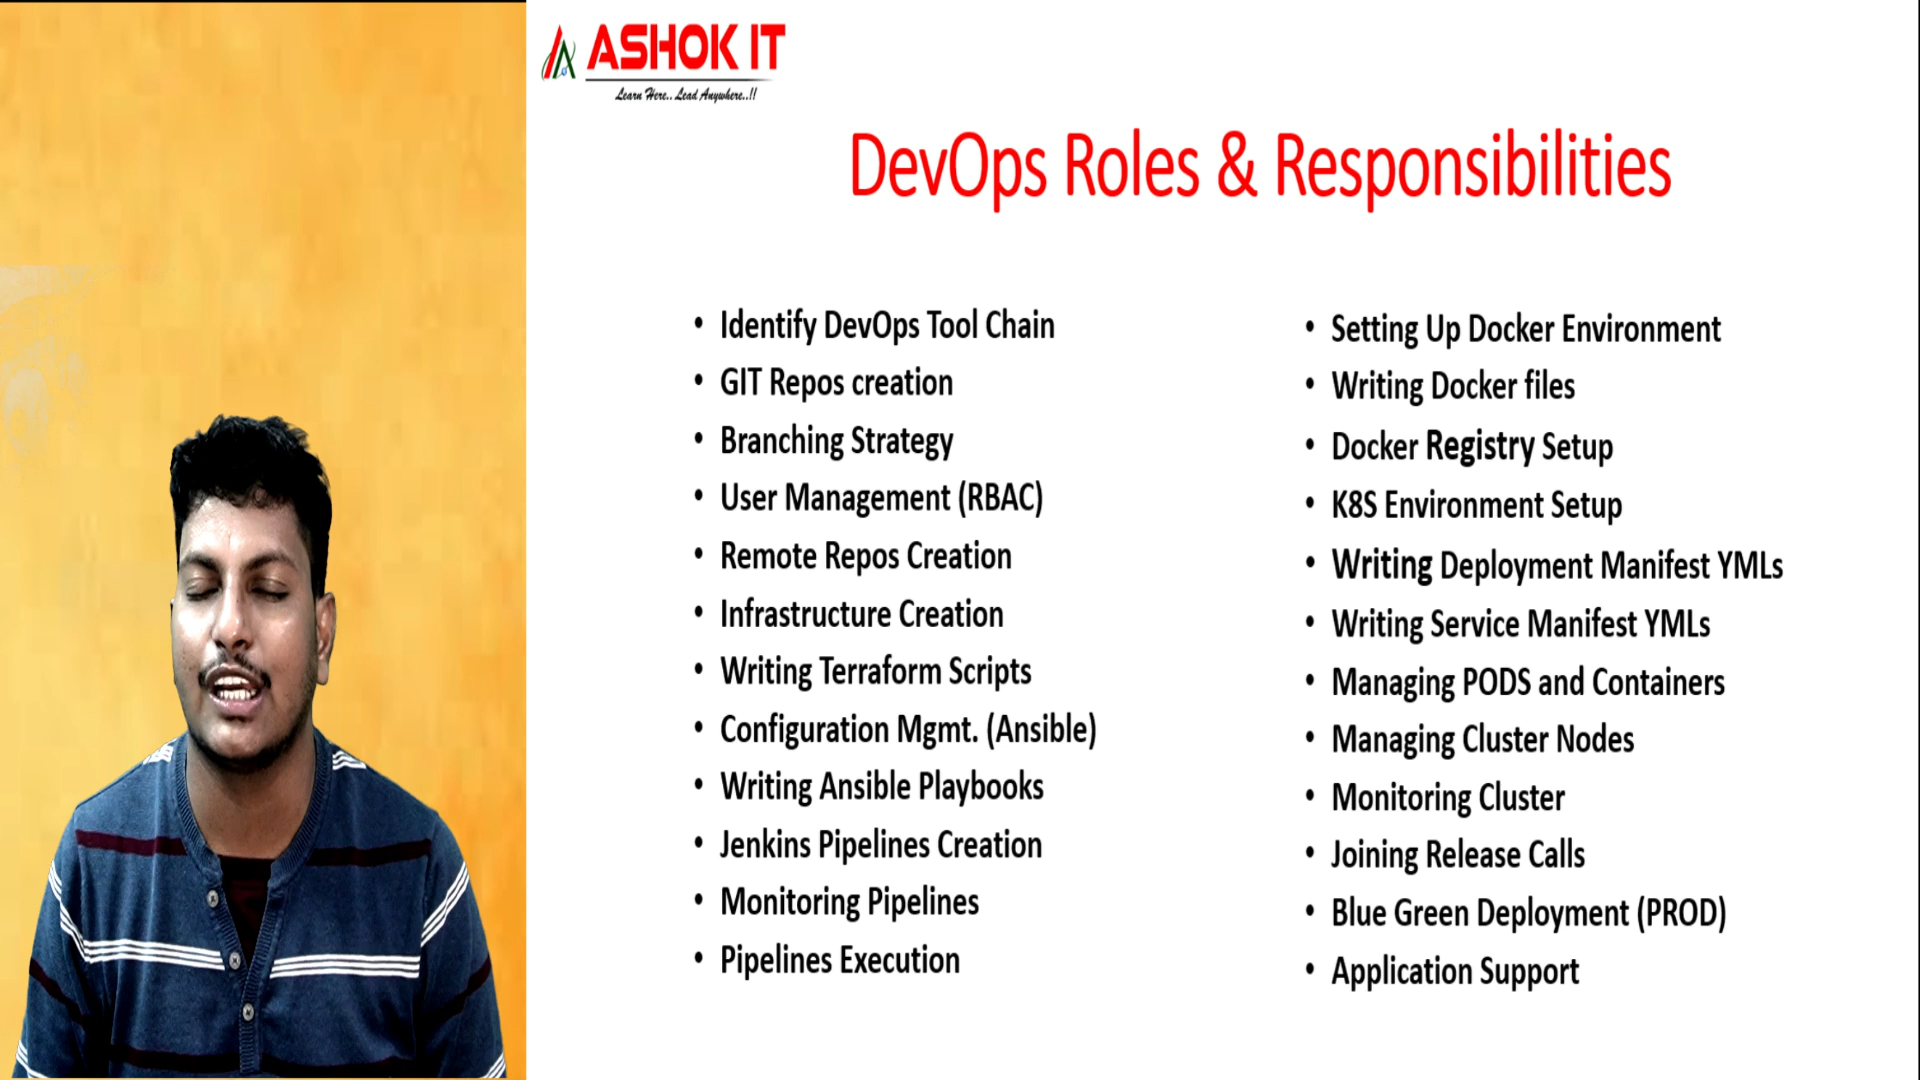 ASHOK IT
Learn Here.. Lead Anywhere..!!
DevOps Roles & Responsibilities
• Identify DevOps Tool Chain
• GIT Repos creation
• Branching Strategy
• User Management (RBAC)
• Remote Repos Creation
• Infrastructure Creation
• Writing Terraform Scripts
• Configuration Mgmt. (Ansible)
• Writing Ansible Playbooks
• Jenkins Pipelines Creation
• Monitoring Pipelines
• Pipelines Execution
• Setting Up Docker Environment
• Writing Docker files
• Docker Registry Setup
• K8S Environment Setup
• Writing Deployment Manifest YMLs
• Writing Service Manifest YMLs
• Managing PODS and Containers
• Managing Cluster Nodes
• Monitoring Cluster
• Joining Release Calls
• Blue Green Deployment (PROD)
• Application Support